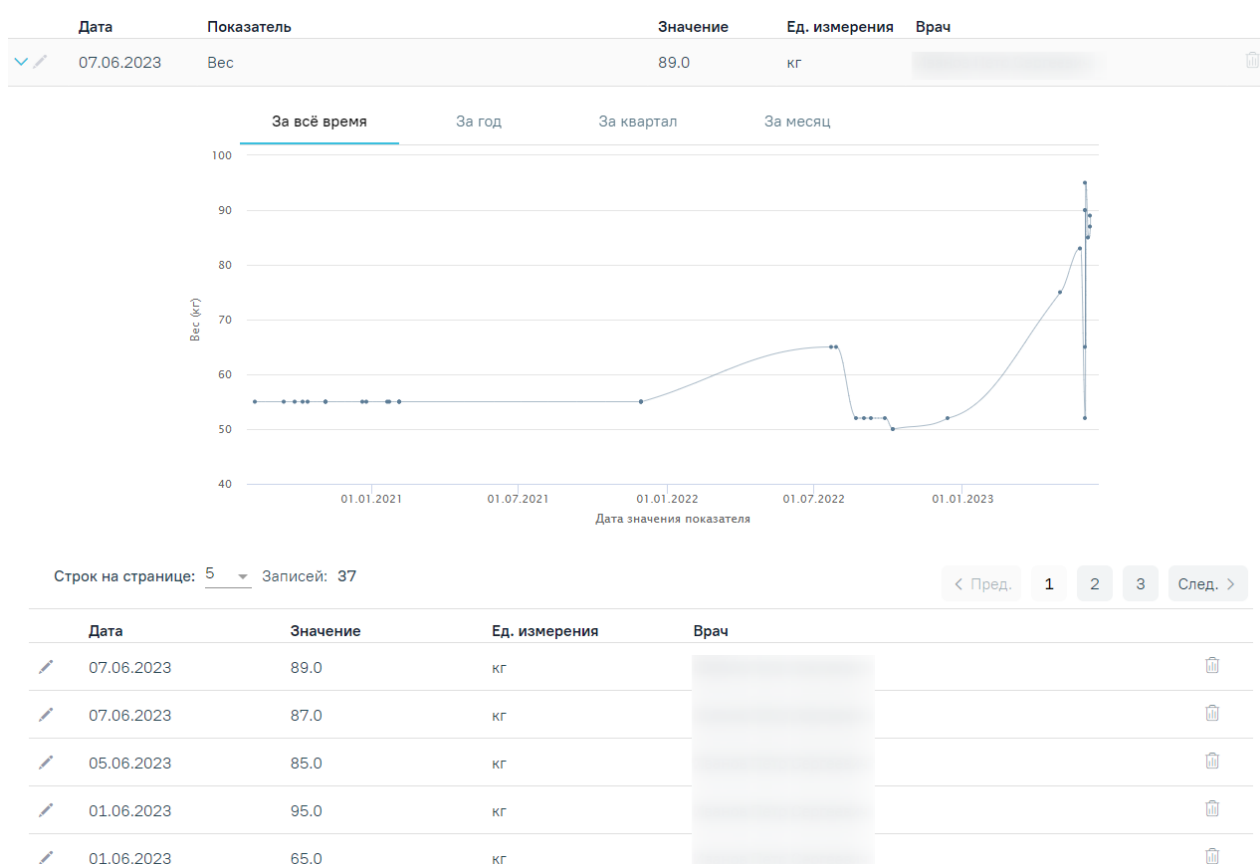 Дата Показатель Значение Ед. измерения Врач
07.06.2023 Вес 89.0 кг
За всё время За год За квартал За месяц
100
90
80
70
60
50
40
Вес (кг)
01.01.2021 01.07.2021 01.01.2022 01.07.2022 01.01.2023
Дата значения показателя
Строк на странице: 5 Записей: 37 Пред. 1 2 3 След.
Дата Значение Ед. измерения Врач
07.06.2023 89.0 кг
07.06.2023 87.0 кг
05.06.2023 85.0 кг
01.06.2023 95.0 кг
01.06.2023 65.0 кг